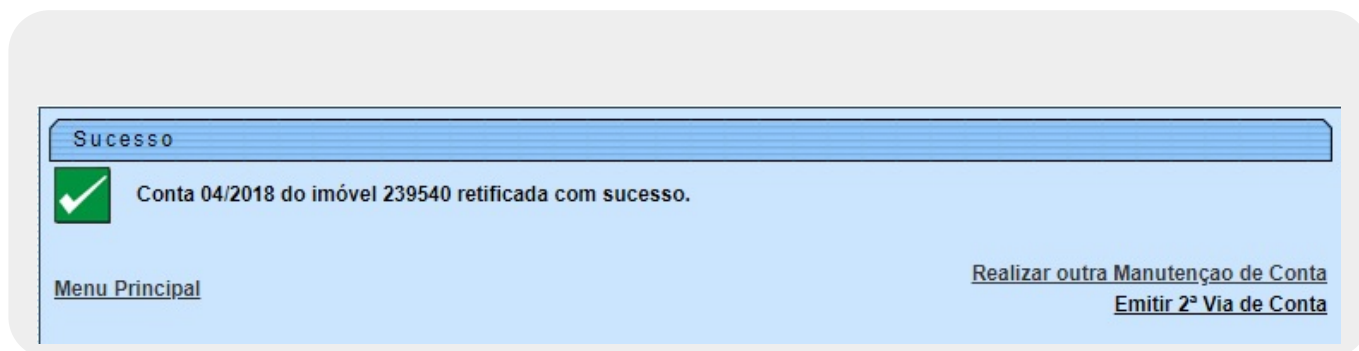 Sucesso
Conta 04/2018 do imóvel 239540 retificada com sucesso.
Realizar outra Manutençao de Conta
Menu Principal
Emitir 2ª Via de Conta